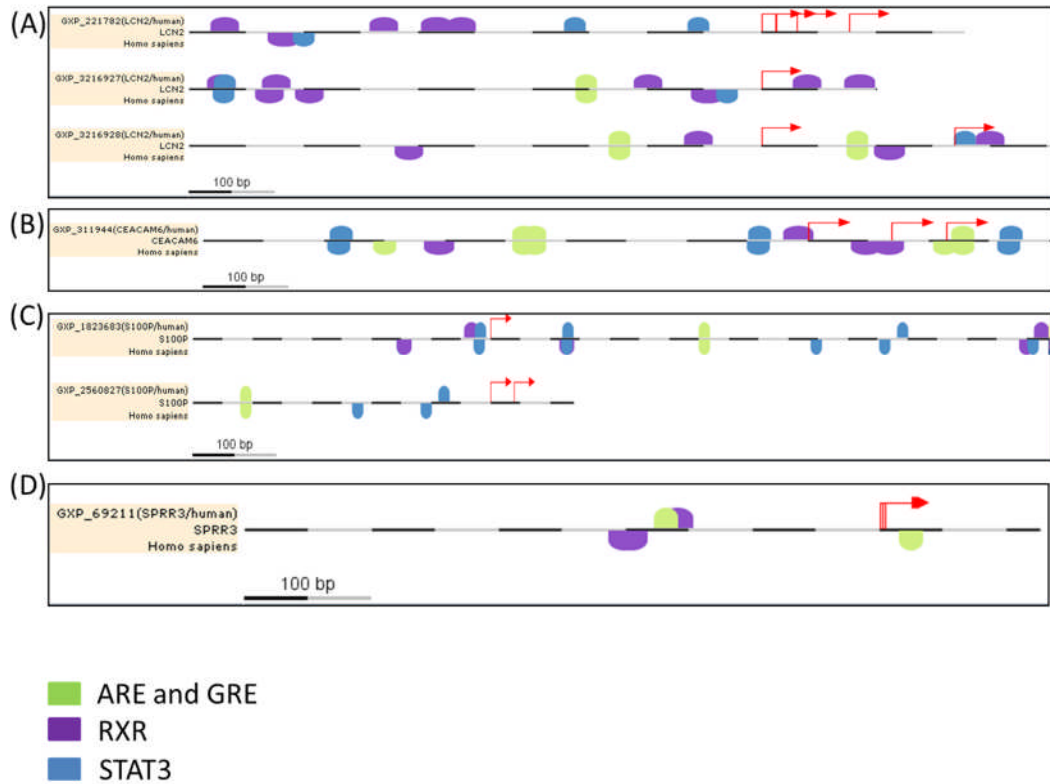 (A)
GXP_221782(LCN2/human)
LCN2
Homo sapiens
GXP_3216927(LCN2/human)
LCN2
Homo sapiens
GXP_3216928(LCN2/human)
LCN2
Homo sapiens
100 bp
(B)
GXP_311944(CEACAM6/human)
CEACAM6
Homo sapiens
100 bp
(C)
GXP_1823683(S100P/human)
S100P
Homo sapiens
GXP_2560827(S100P/human)
S100P
Homo sapiens
100 bp
(D)
GXP_69211(SPRR3/human)
SPRR3
Homo sapiens
100 bp
ARE and GRE
RXR
STAT3